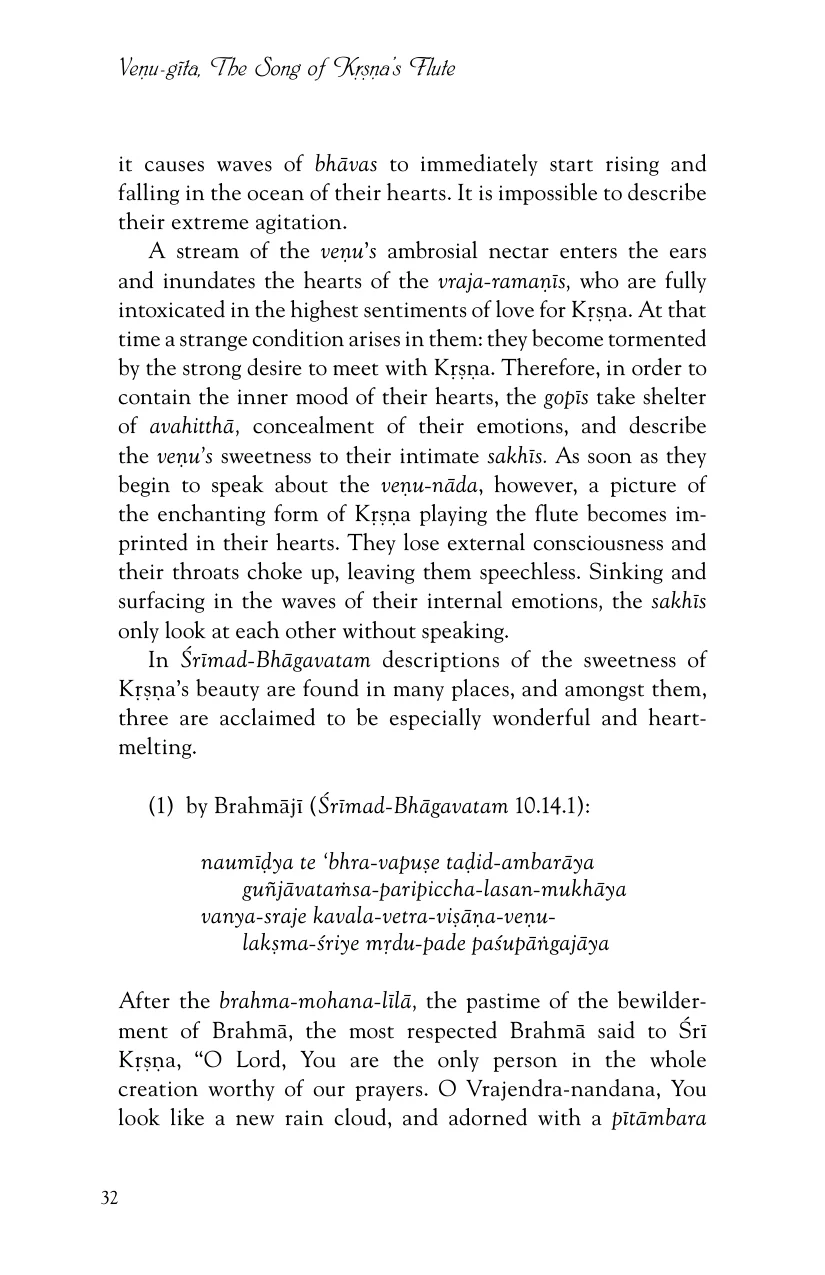 Veṇu-gīta, The Song of Kṛṣṇa's Flute
it causes waves of bhāvas to immediately start rising and
falling in the ocean of their hearts. It is impossible to describe
their extreme agitation.
A stream of the veṇu's ambrosial nectar enters the ears
and inundates the hearts of the vraja-ramaṇīs, who are fully
intoxicated in the highest sentiments of love for Kṛṣṇa. At that
time a strange condition arises in them: they become tormented
by the strong desire to meet with Kṛṣṇa. Therefore, in order to
contain the inner mood of their hearts, the gopīs take shelter
of avahitthā, concealment of their emotions, and describe
the veṇu's sweetness to their intimate sakhīs. As soon as they
begin to speak about the veṇu-nāda, however, a picture of
the enchanting form of Kṛṣṇa playing the flute becomes im-
printed in their hearts. They lose external consciousness and
their throats choke up, leaving them speechless. Sinking and
surfacing in the waves of their internal emotions, the sakhīs
only look at each other without speaking.
In Śrīmad-Bhāgavatam descriptions of the sweetness of
Kṛṣṇa's beauty are found in many places, and amongst them,
three are acclaimed to be especially wonderful and heart-
melting.
(1) by Brahmājī (Śrīmad-Bhāgavatam 10.14.1):
naumīḍya te ‘bhra-vapuṣe taḍid-ambarāya
guñjāvataṁsa-paripiccha-lasan-mukhāya
vanya-sraje kavala-vetra-viṣāṇa-veṇu-
lakṣma-śriye mṛdu-pade paśupāṅgajāya
After the brahma-mohana-līlā, the pastime of the bewilder-
ment of Brahmā, the most respected Brahmā said to Śrī
Kṛṣṇa, “O Lord, You are the only person in the whole
creation worthy of our prayers. O Vrajendra-nandana, You
look like a new rain cloud, and adorned with a pītāmbara
32